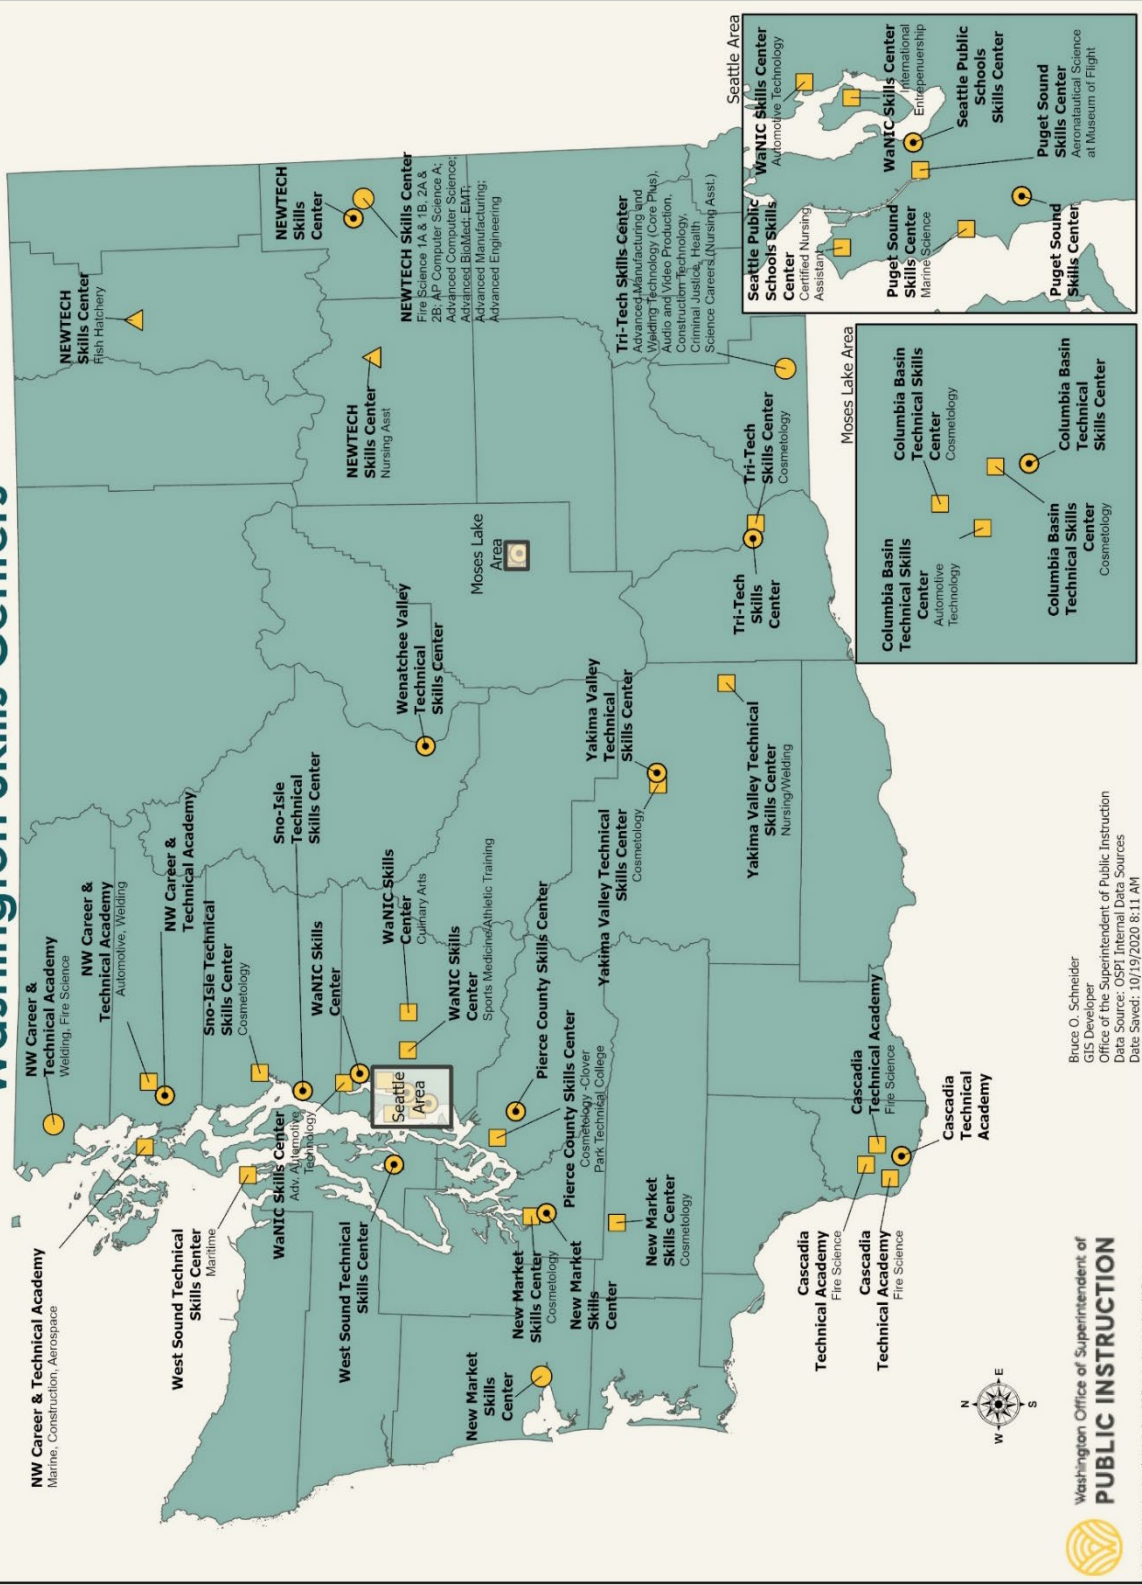 Washington Skills Centers
NW Career & Technical Academy
Marine, Construction, Aerospace
NW Career &
Technical Academy
Welding, Fire Science
NW Career &
Technical Academy
Automotive, Welding
NW Career &
Technical Academy
West Sound Technical
Skills Center
Maritime
Sno-Isle Technical
Skills Center
Cosmetology
Sno-Isle
Technical
Skills Center
WaNIC Skills Center
Adv. Automotive
Technology
WaNIC Skills
Center
WaNIC Skills
Center
Culinary Arts
WaNIC Skills
Center
Sports Medicine/Athletic Training
Seattle
Area
West Sound Technical
Skills Center
Pierce County Skills Center
Pierce County Skills Center
Cosmetology -Clover
Park Technical College
New Market
Skills
Center
New Market
Skills Center
Cosmetology
New Market
Skills
Center
New Market
Skills Center
Cosmetology
Wenatchee Valley
Technical
Skills Center
Moses Lake
Area
NEWTECH
Skills Center
Fish Hatchery
NEWTECH
Skills
Center
NEWTECH Skills Center
Fire Science 1A & 1B, 2A &
2B; AP Computer Science A;
Advanced Computer Science;
Advanced BioMed; EMT;
Advanced Manufacturing;
Advanced Engineering
NEWTECH
Skills Center
Nursing Asst
Yakima Valley
Technical
Skills Center
Yakima Valley Technical
Skills Center
Cosmetology
Yakima Valley Technical
Skills Center
Nursing/Welding
Tri-Tech Skills Center
Advanced Manufacturing and
Welding Technology (Core Plus),
Audio and Video Production,
Construction Technology,
Criminal Justice, Health
Science Careers (Nursing Asst.)
Tri-Tech
Skills Center
Cosmetology
Tri-Tech
Skills
Center
Cascadia
Technical Academy
Fire Science
Cascadia
Technical Academy
Fire Science
Cascadia
Technical Academy
Fire Science
Cascadia
Technical
Academy
Seattle Area
WaNIC Skills Center
Automotive Technology
WaNIC Skills Center
International
Entrepenuership
Seattle Public
Schools Skills
Center
Certified Nursing
Assistant
Seattle Public
Schools
Skills Center
Puget Sound
Skills Center
Marine Science
Puget Sound
Skills Center
Aeronatautical Science
at Museum of Flight
Puget Sound
Skills Center
Moses Lake Area
Columbia Basin
Technical Skills
Center
Automotive
Technology
Columbia Basin
Technical Skills
Center
Cosmetology
Columbia Basin
Technical Skills
Center
Cosmetology
Columbia Basin
Technical
Skills Center
N
W
E
S
Washington Office of Superintendent of
PUBLIC INSTRUCTION
Bruce O. Schneider
GIS Developer
Office of the Superintendent of Public Instruction
Data Source: OSPI Internal Data Sources
Date Saved: 10/19/2020 8:11 AM